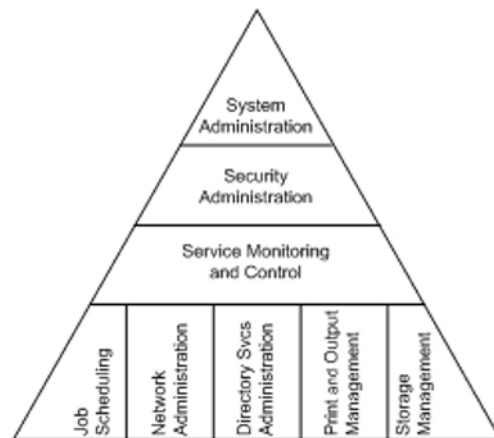 System
Administration
Security
Administration
Service Monitoring
and Control
Job
Scheduling
Network
Administration
Directory Svcs
Administration
Print and Output
Management
Storage
Management